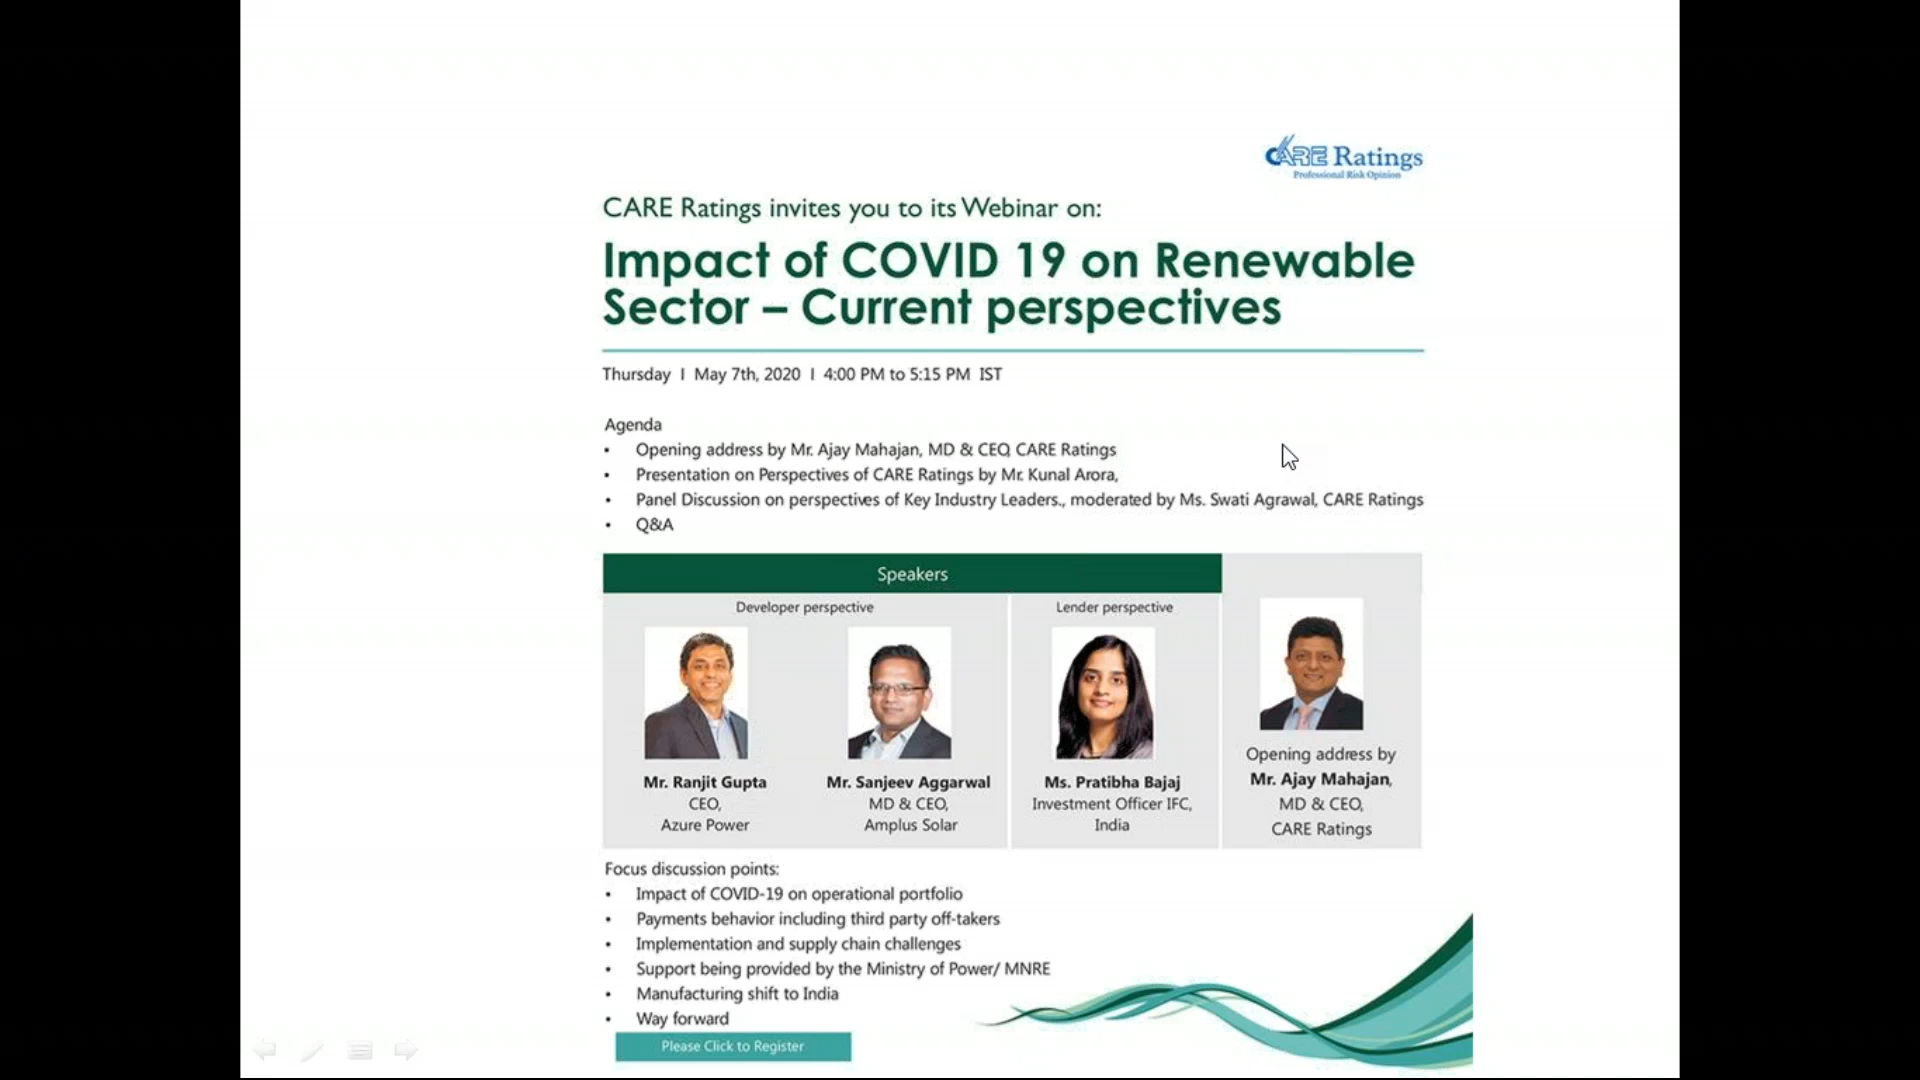 CARE Ratings
Professional Risk Opinion
CARE Ratings invites you to its Webinar on:
Impact of COVID 19 on Renewable
Sector – Current perspectives
Thursday I May 7th, 2020 I 4:00 PM to 5:15 PM IST
Agenda
• Opening address by Mr. Ajay Mahajan, MD & CEO, CARE Ratings
• Presentation on Perspectives of CARE Ratings by Mr. Kunal Arora,
• Panel Discussion on perspectives of Key Industry Leaders., moderated by Ms. Swati Agrawal, CARE Ratings
• Q&A
Speakers
Developer perspective
Lender perspective
Mr. Ranjit Gupta
CEO,
Azure Power
Mr. Sanjeev Aggarwal
MD & CEO,
Amplus Solar
Ms. Pratibha Bajaj
Investment Officer IFC,
India
Opening address by
Mr. Ajay Mahajan,
MD & CEO,
CARE Ratings
Focus discussion points:
• Impact of COVID-19 on operational portfolio
• Payments behavior including third party off-takers
• Implementation and supply chain challenges
• Support being provided by the Ministry of Power/ MNRE
• Manufacturing shift to India
• Way forward
Please Click to Register